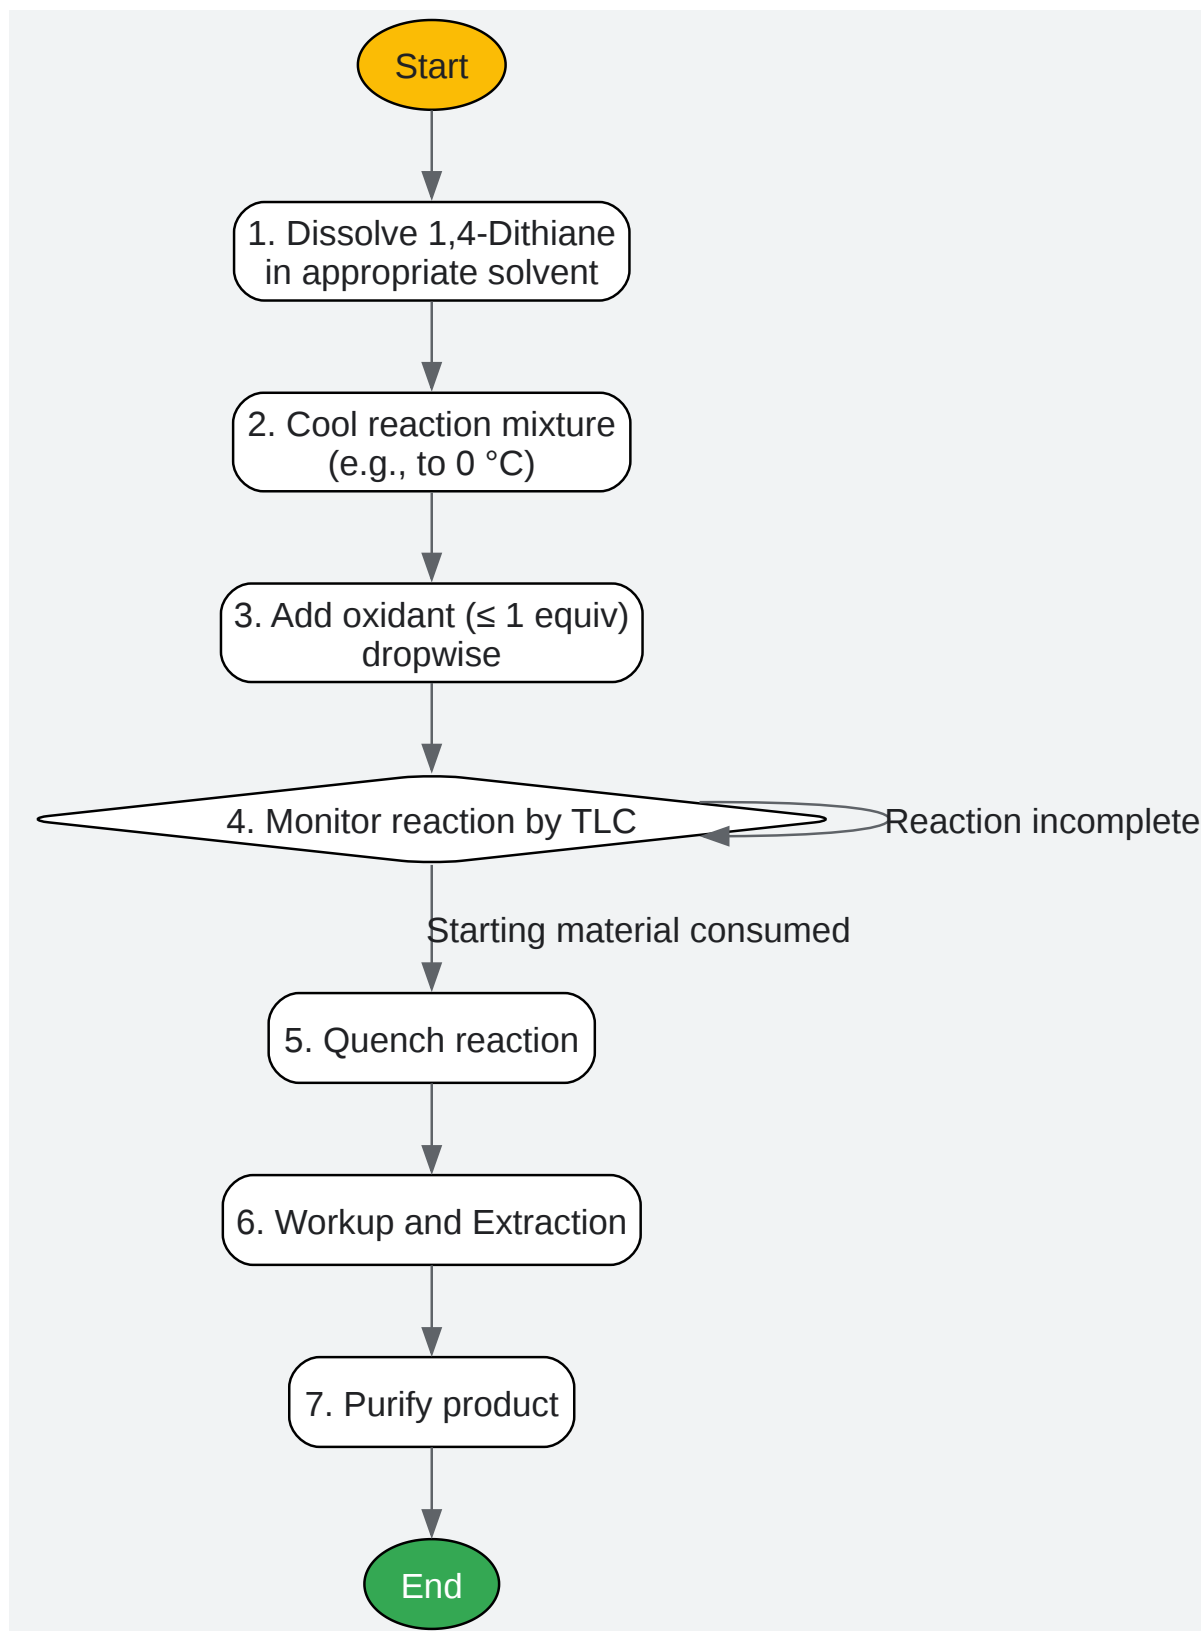 Start
1. Dissolve 1,4-Dithiane
in appropriate solvent
2. Cool reaction mixture
(e.g., to 0 °C)
3. Add oxidant (≤ 1 equiv)
dropwise
4. Monitor reaction by TLC
Reaction incomplete
Starting material consumed
5. Quench reaction
6. Workup and Extraction
7. Purify product
End